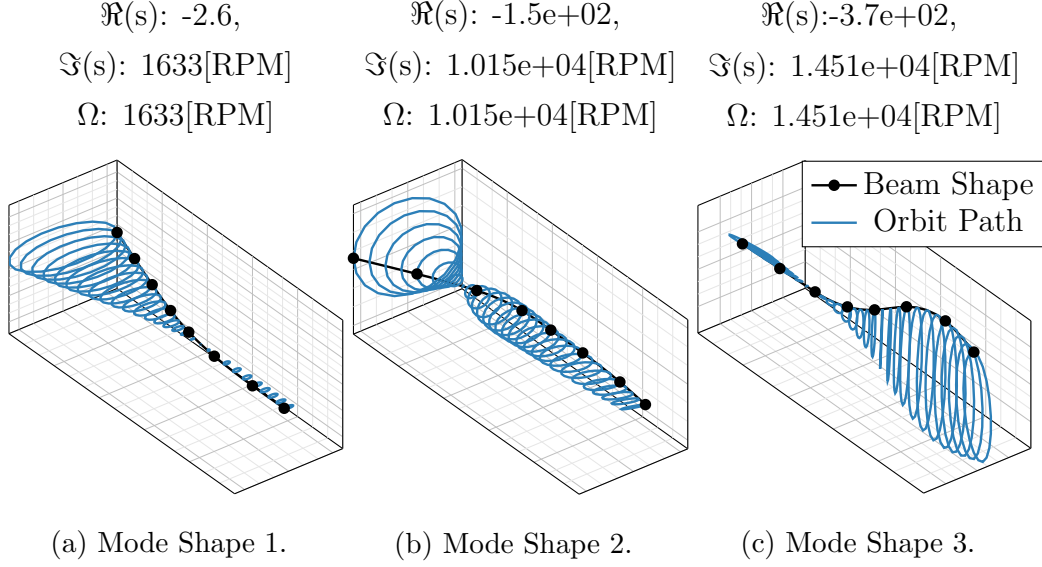 ℜ(s): -2.6,
ℑ(s): 1633[RPM]
Ω: 1633[RPM]
ℜ(s): -1.5e+02,
ℑ(s): 1.015e+04[RPM]
Ω: 1.015e+04[RPM]
ℜ(s):-3.7e+02,
ℑ(s): 1.451e+04[RPM]
Ω: 1.451e+04[RPM]
Beam Shape
Orbit Path
(a) Mode Shape 1.
(b) Mode Shape 2.
(c) Mode Shape 3.